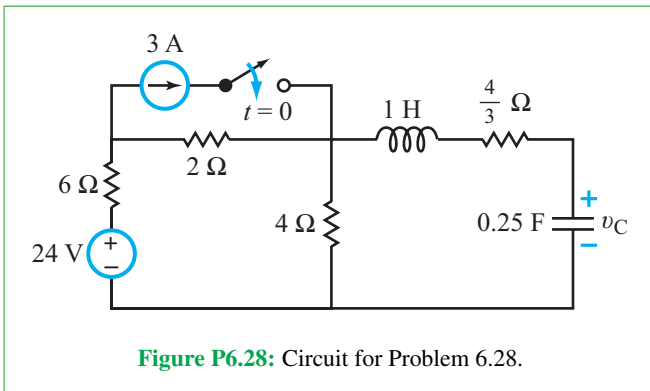 3 A
t = 0
1 H
4/3 Ω
2 Ω
6 Ω
4 Ω
0.25 F
+
υC
−
24 V
+
−
Figure P6.28: Circuit for Problem 6.28.